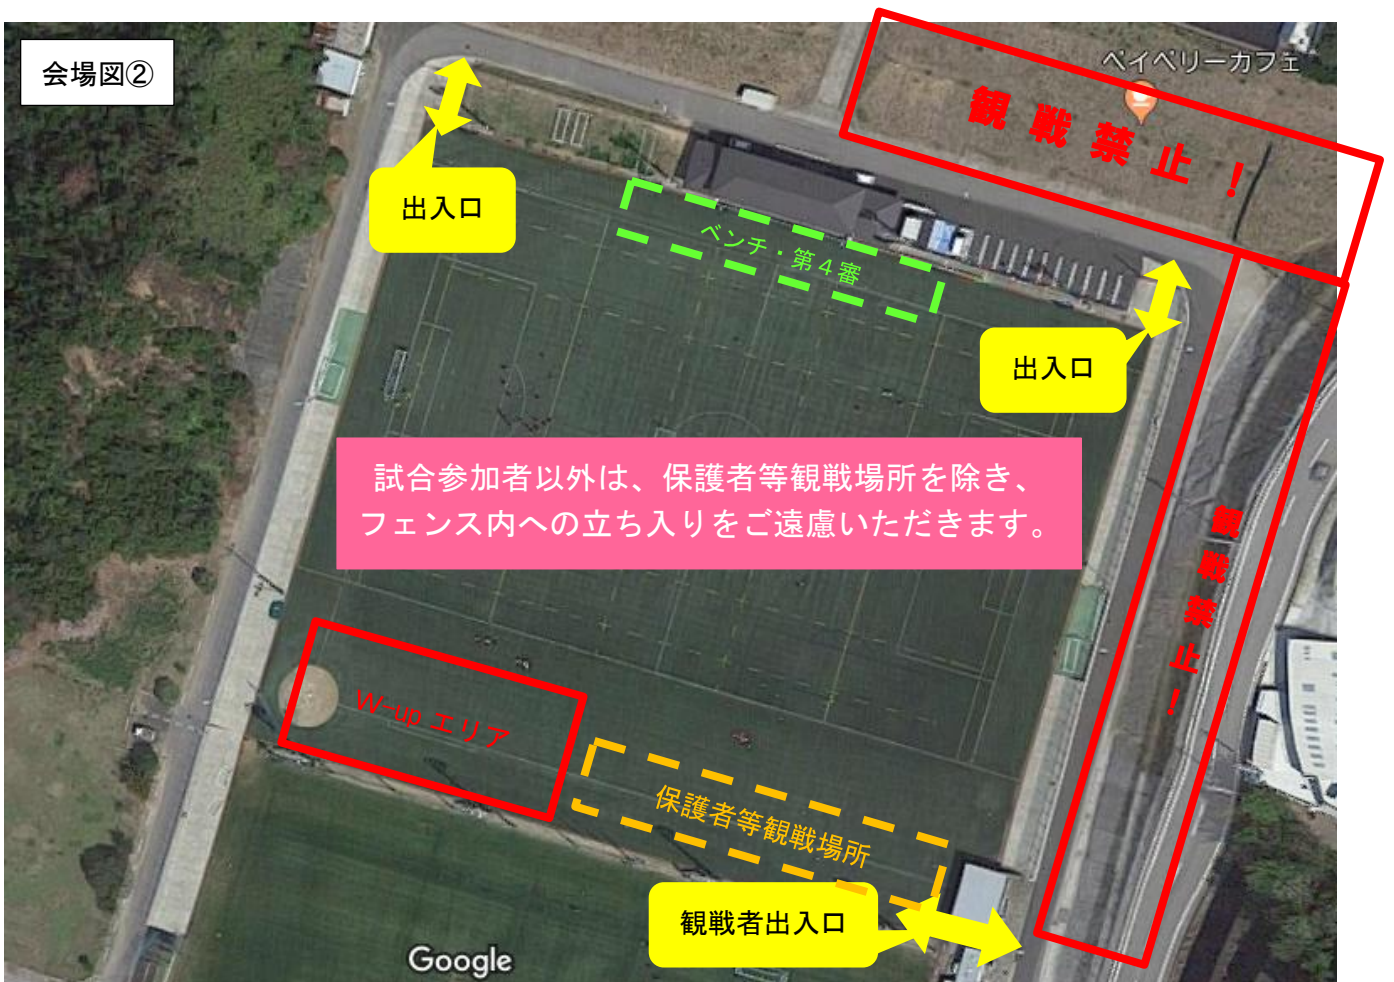 会場図②
ベイベリーカフェ
観戦禁止！
出入口
ベンチ・第４審
出入口
試合参加者以外は、保護者等観戦場所を除き、
フェンス内への立ち入りをご遠慮いただきます。
観戦禁止！
W-up エリア
保護者等観戦場所
観戦者出入口
Google